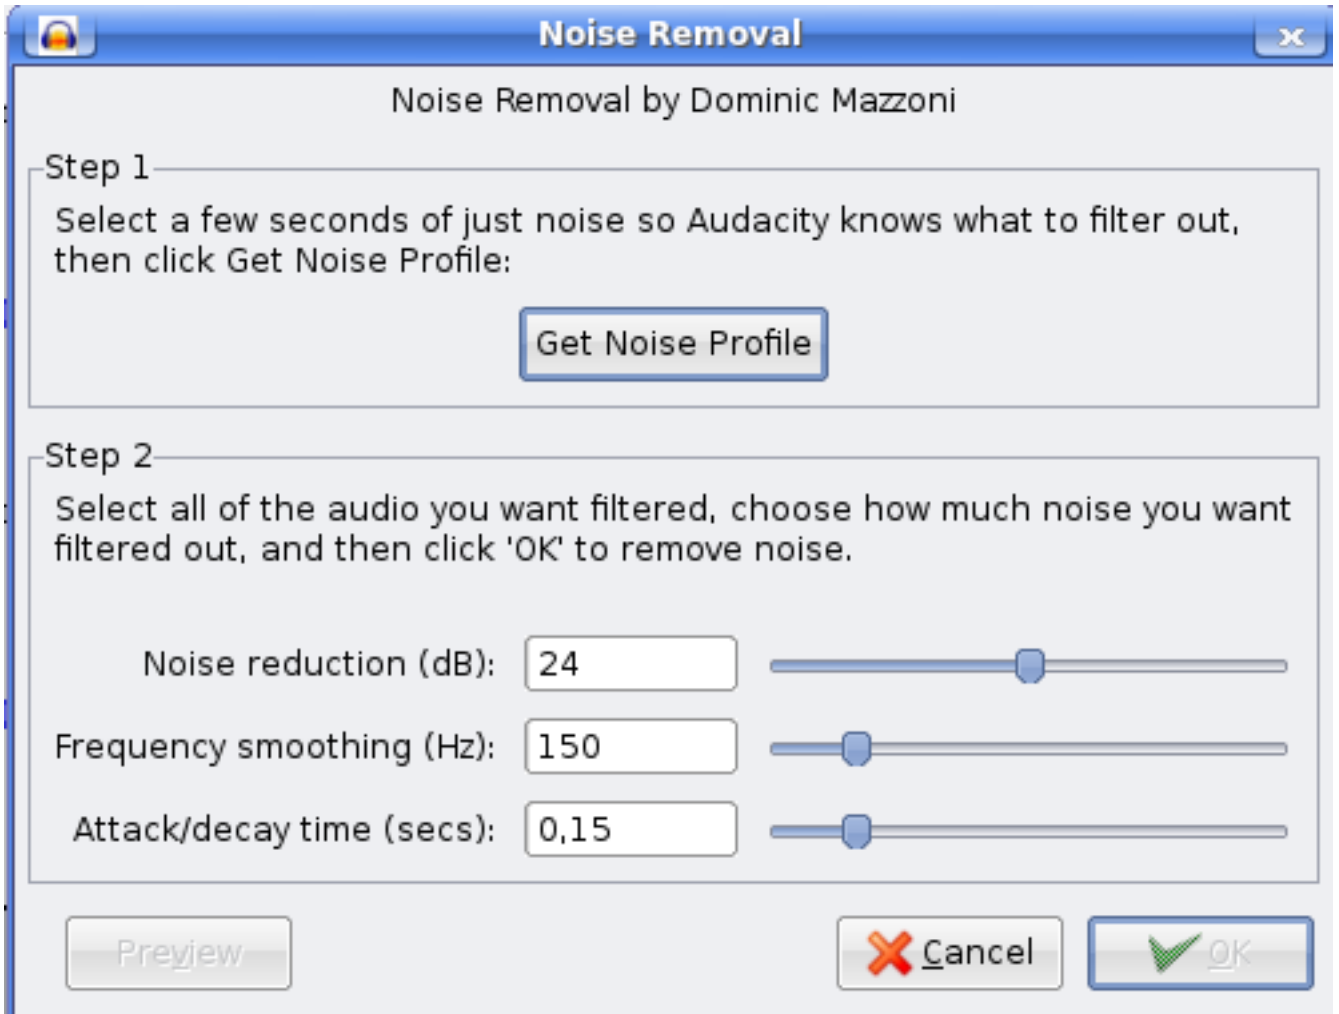 Noise Removal
Noise Removal by Dominic Mazzoni
Step 1
Select a few seconds of just noise so Audacity knows what to filter out,
then click Get Noise Profile:
Get Noise Profile
Step 2
Select all of the audio you want filtered, choose how much noise you want
filtered out, and then click 'OK' to remove noise.
Noise reduction (dB): 24
Frequency smoothing (Hz): 150
Attack/decay time (secs): 0,15
Preview Cancel OK